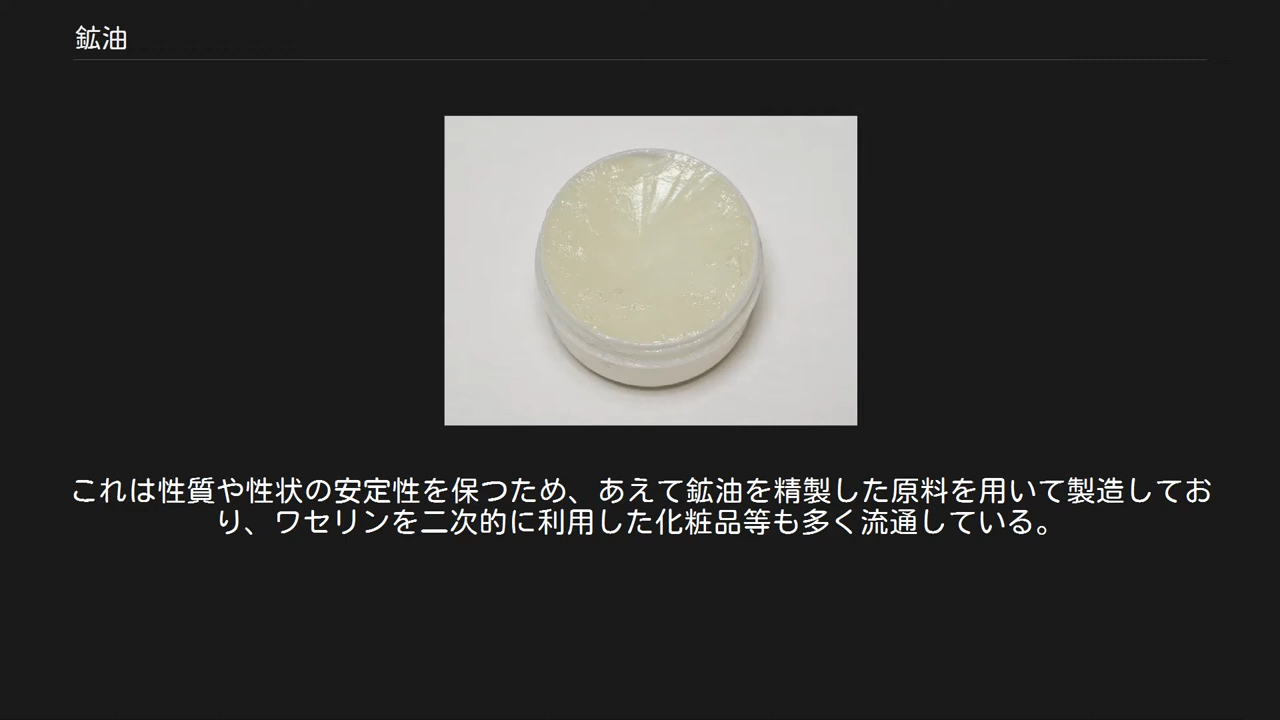 鉱油
これは性質や性状の安定性を保つため、あえて鉱油を精製した原料を用いて製造してお
り、ワセリンを二次的に利用した化粧品等も多く流通している。